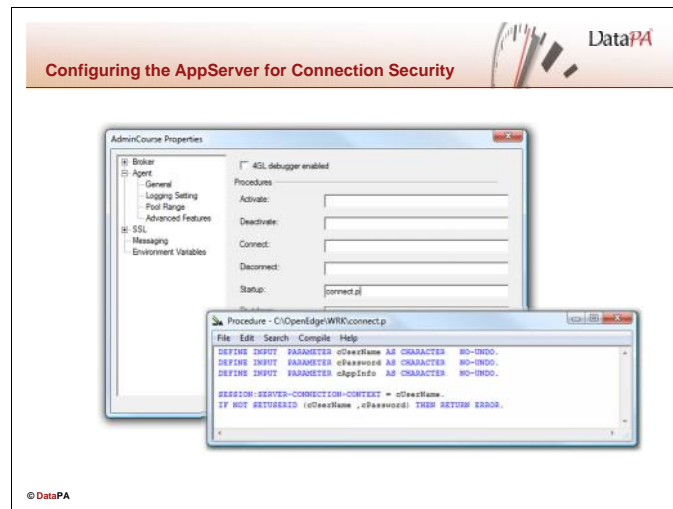 DataPA
Configuring the AppServer for Connection Security
AdminCourse Properties
Broker
Agent
General
Logging Setting
Pool Range
Advanced Features
SSL
Messaging
Environment Variables
4GL debugger enabled
Procedures
Activate:
Deactivate:
Connect:
Disconnect:
Startup: connect.p
Procedure - C:\OpenEdge\WRK\connect.p
File Edit Search Compile Help
DEFINE INPUT PARAMETER cUserName AS CHARACTER NO-UNDO.
DEFINE INPUT PARAMETER cPassword AS CHARACTER NO-UNDO.
DEFINE INPUT PARAMETER cAppInfo AS CHARACTER NO-UNDO.
SESSION:SERVER-CONNECTION-CONTEXT = cUserName.
IF NOT SETUSERID (cUserName ,cPassword) THEN RETURN ERROR.
© DataPA